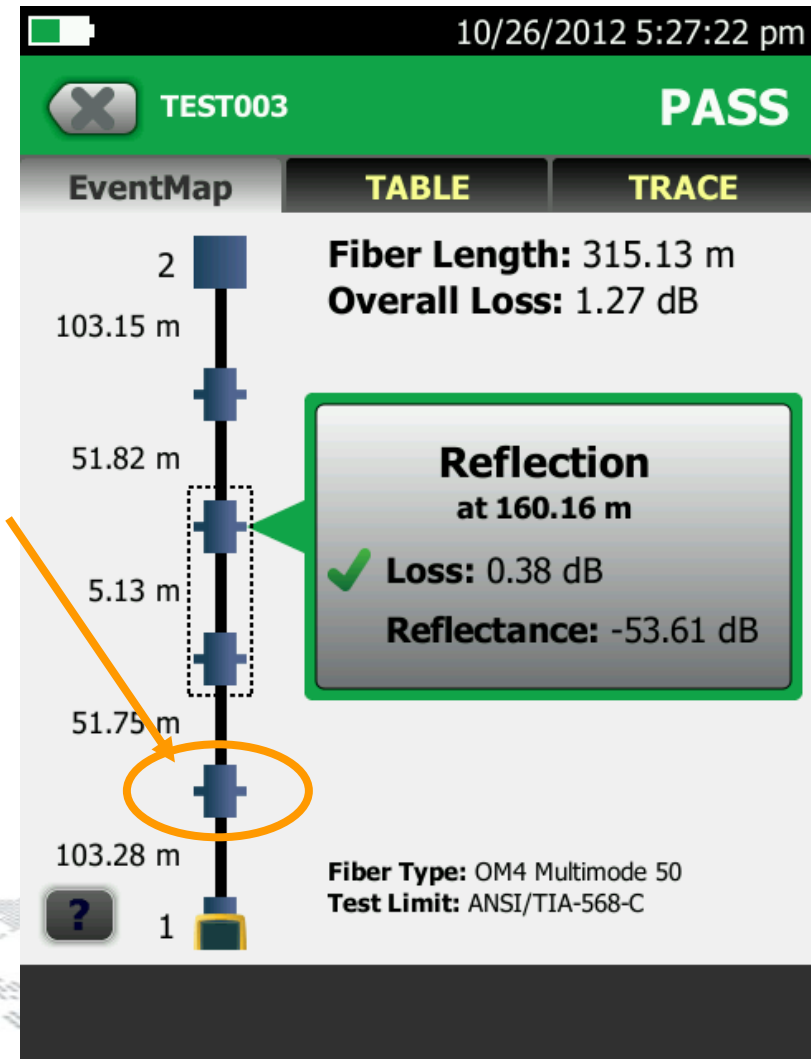 10/26/2012 5:27:22 pm
TEST003
PASS
EventMap
TABLE
TRACE
2
Fiber Length: 315.13 m
Overall Loss: 1.27 dB
103.15 m
51.82 m
Reflection
at 160.16 m
Loss: 0.38 dB
Reflectance: -53.61 dB
5.13 m
51.75 m
103.28 m
Fiber Type: OM4 Multimode 50
Test Limit: ANSI/TIA-568-C
?
1